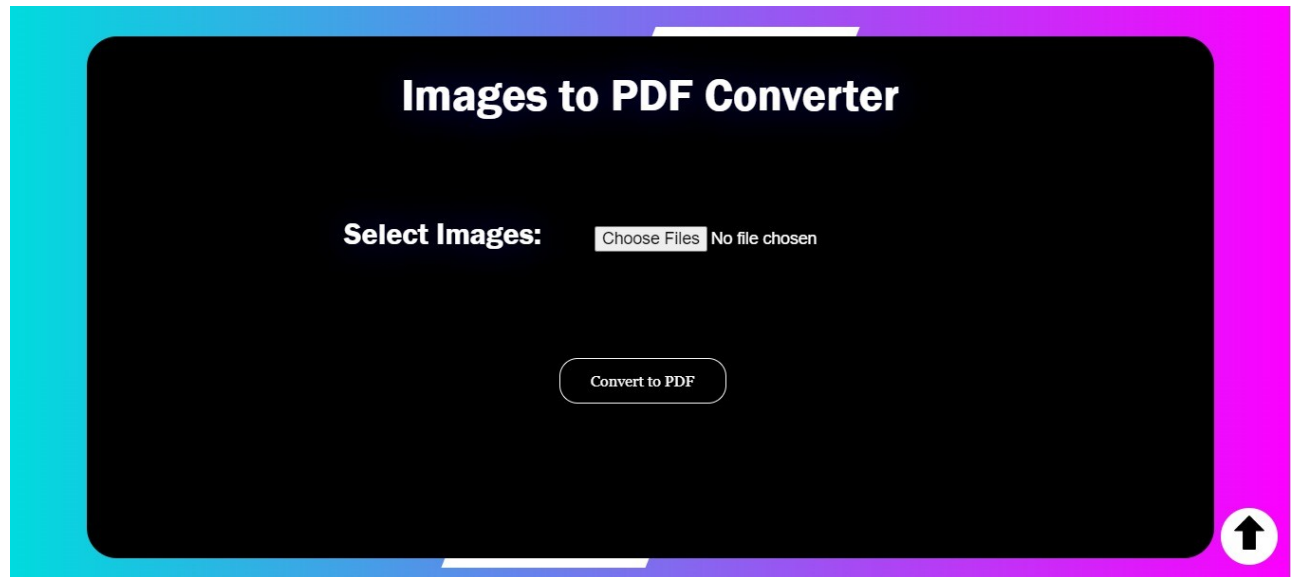 Images to PDF Converter
Select Images: Choose Files No file chosen
Convert to PDF